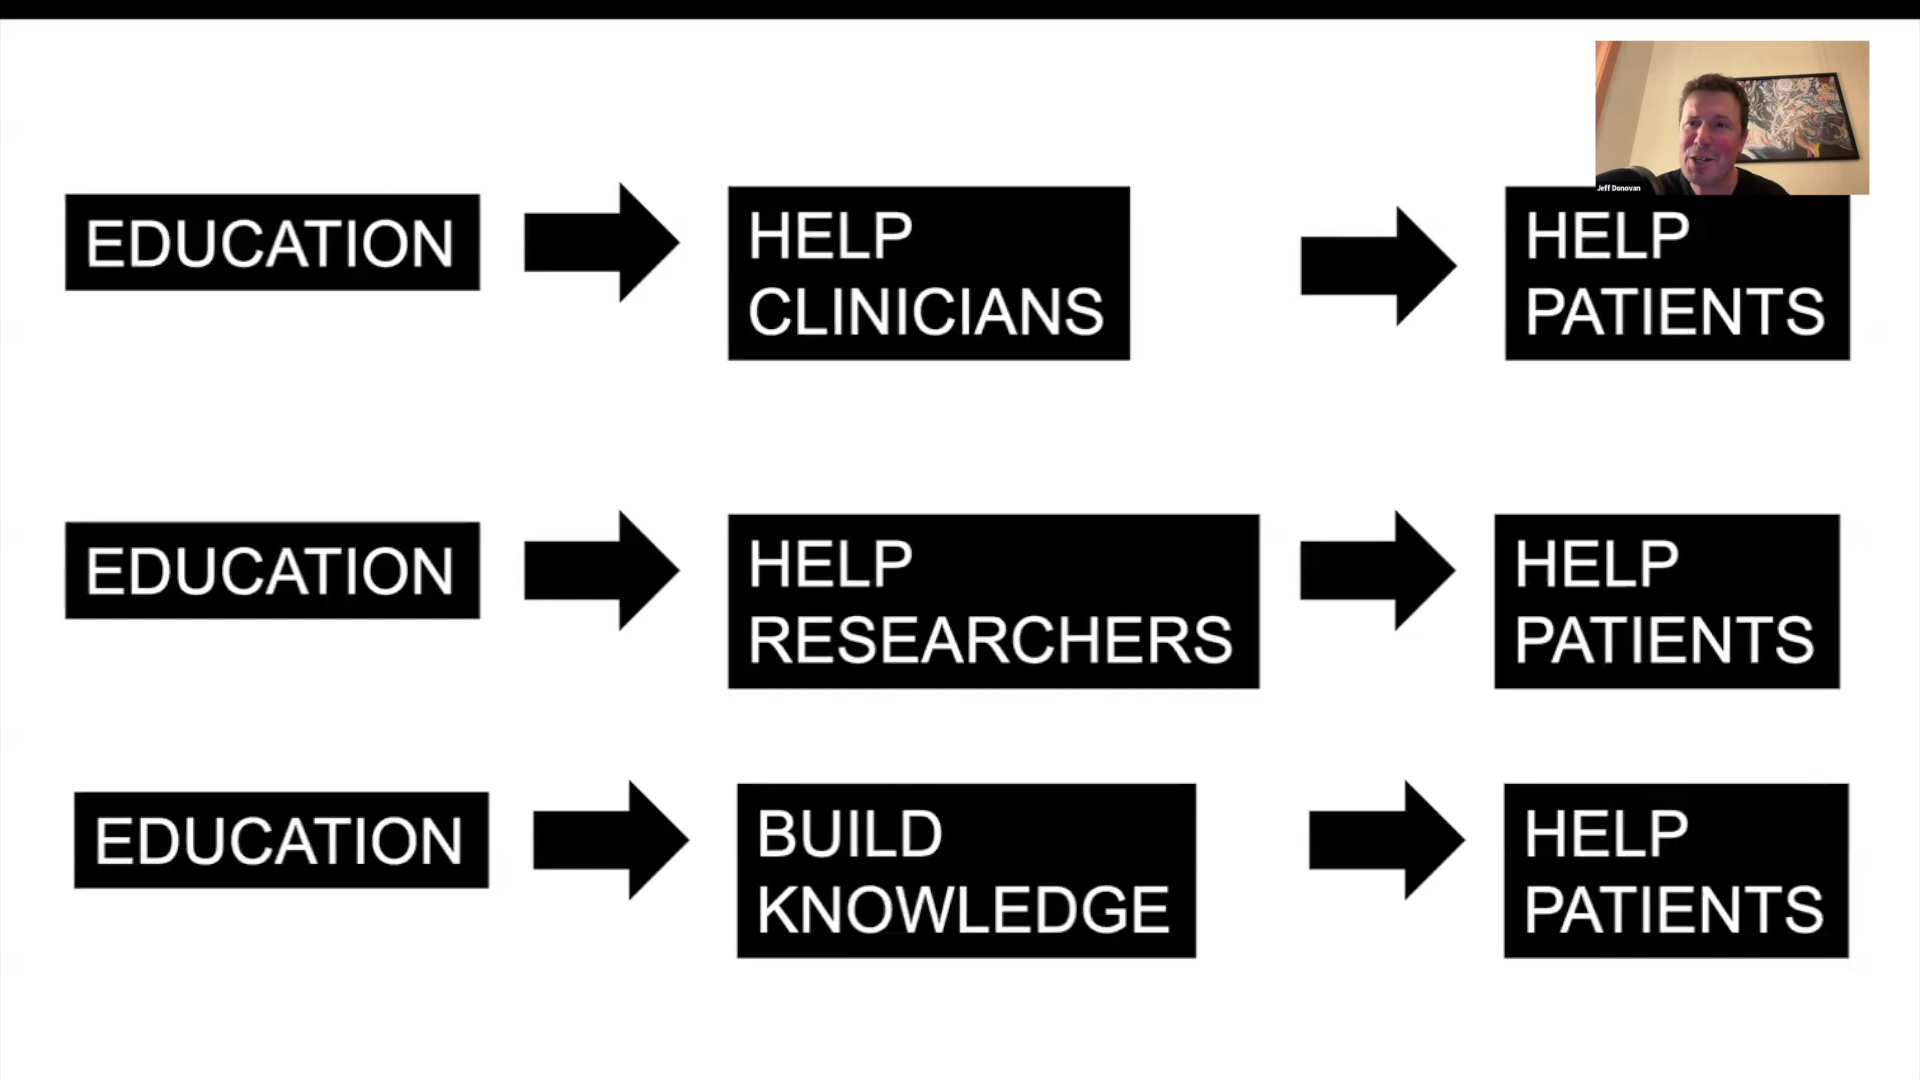 Jeff Donovan
EDUCATION
HELP
CLINICIANS
HELP
PATIENTS
EDUCATION
HELP
RESEARCHERS
HELP
PATIENTS
EDUCATION
BUILD
KNOWLEDGE
HELP
PATIENTS